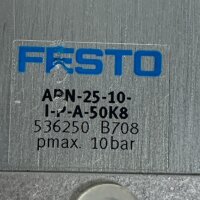 FESTO
ADN-25-10-
I-P-A-50K8
536250 B708
pmax. 10bar